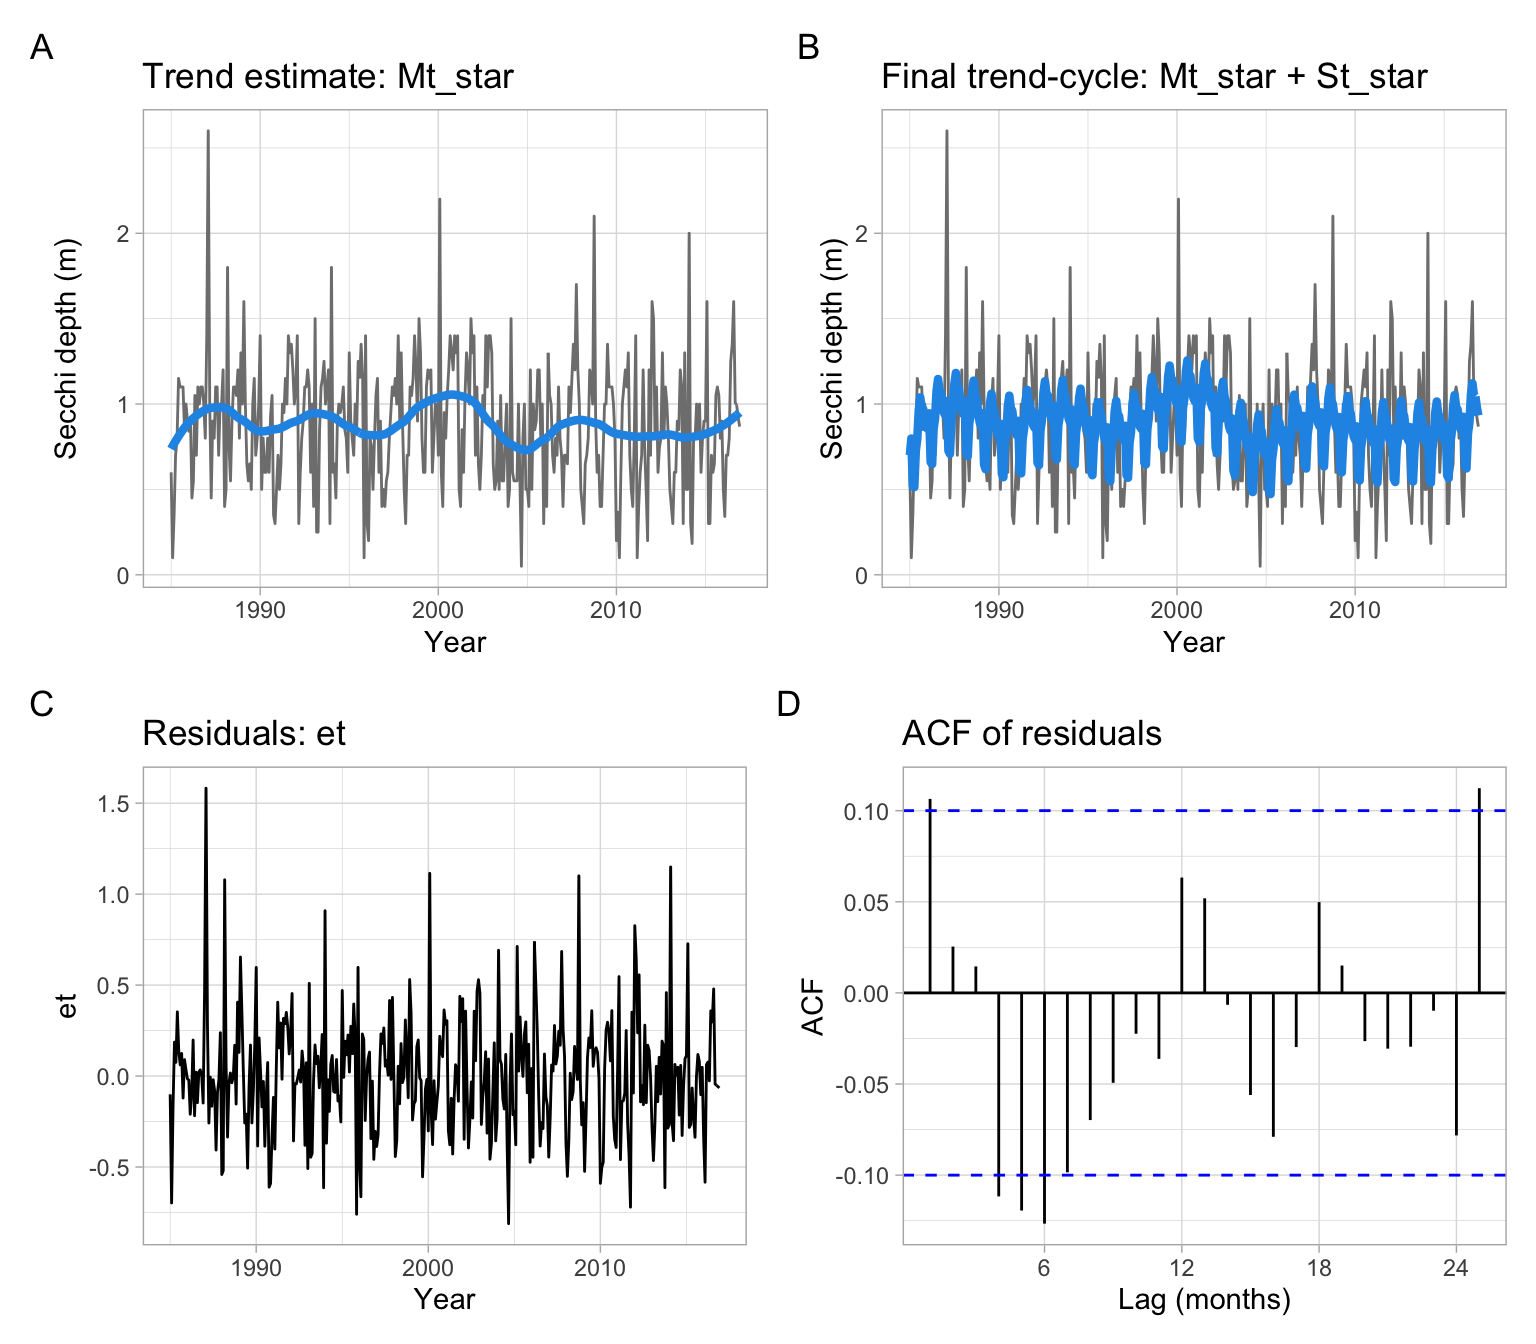 A
Trend estimate: Mt_star
Secchi depth (m)
2
1
0
1990 2000 2010
Year
B
Final trend-cycle: Mt_star + St_star
Secchi depth (m)
2
1
0
1990 2000 2010
Year
C
Residuals: et
et
1.5
1.0
0.5
0.0
-0.5
1990 2000 2010
Year
D
ACF of residuals
ACF
0.10
0.05
0.00
-0.05
-0.10
6 12 18 24
Lag (months)